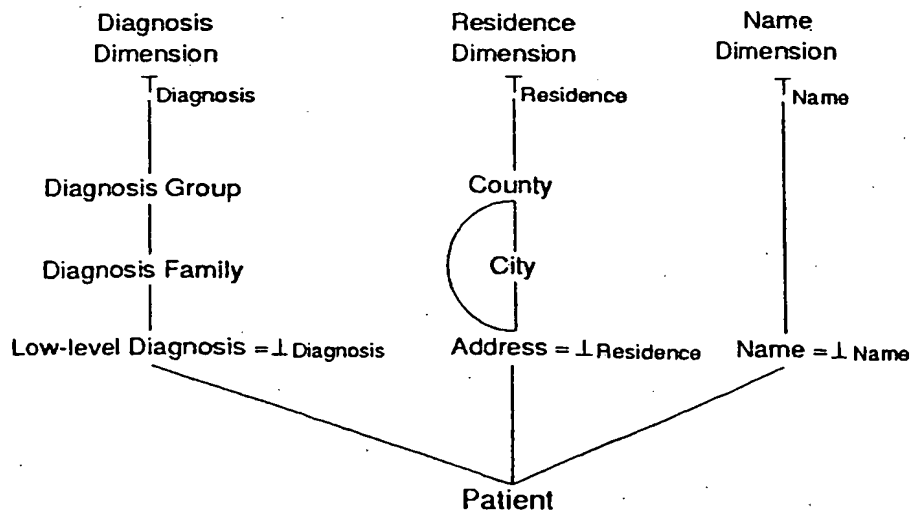 Diagnosis Dimension
Residence Dimension
Name Dimension
⊤Diagnosis
⊤Residence
⊤Name
Diagnosis Group
County
Diagnosis Family
City
Low-level Diagnosis = ⊥Diagnosis
Address = ⊥Residence
Name = ⊥Name
Patient